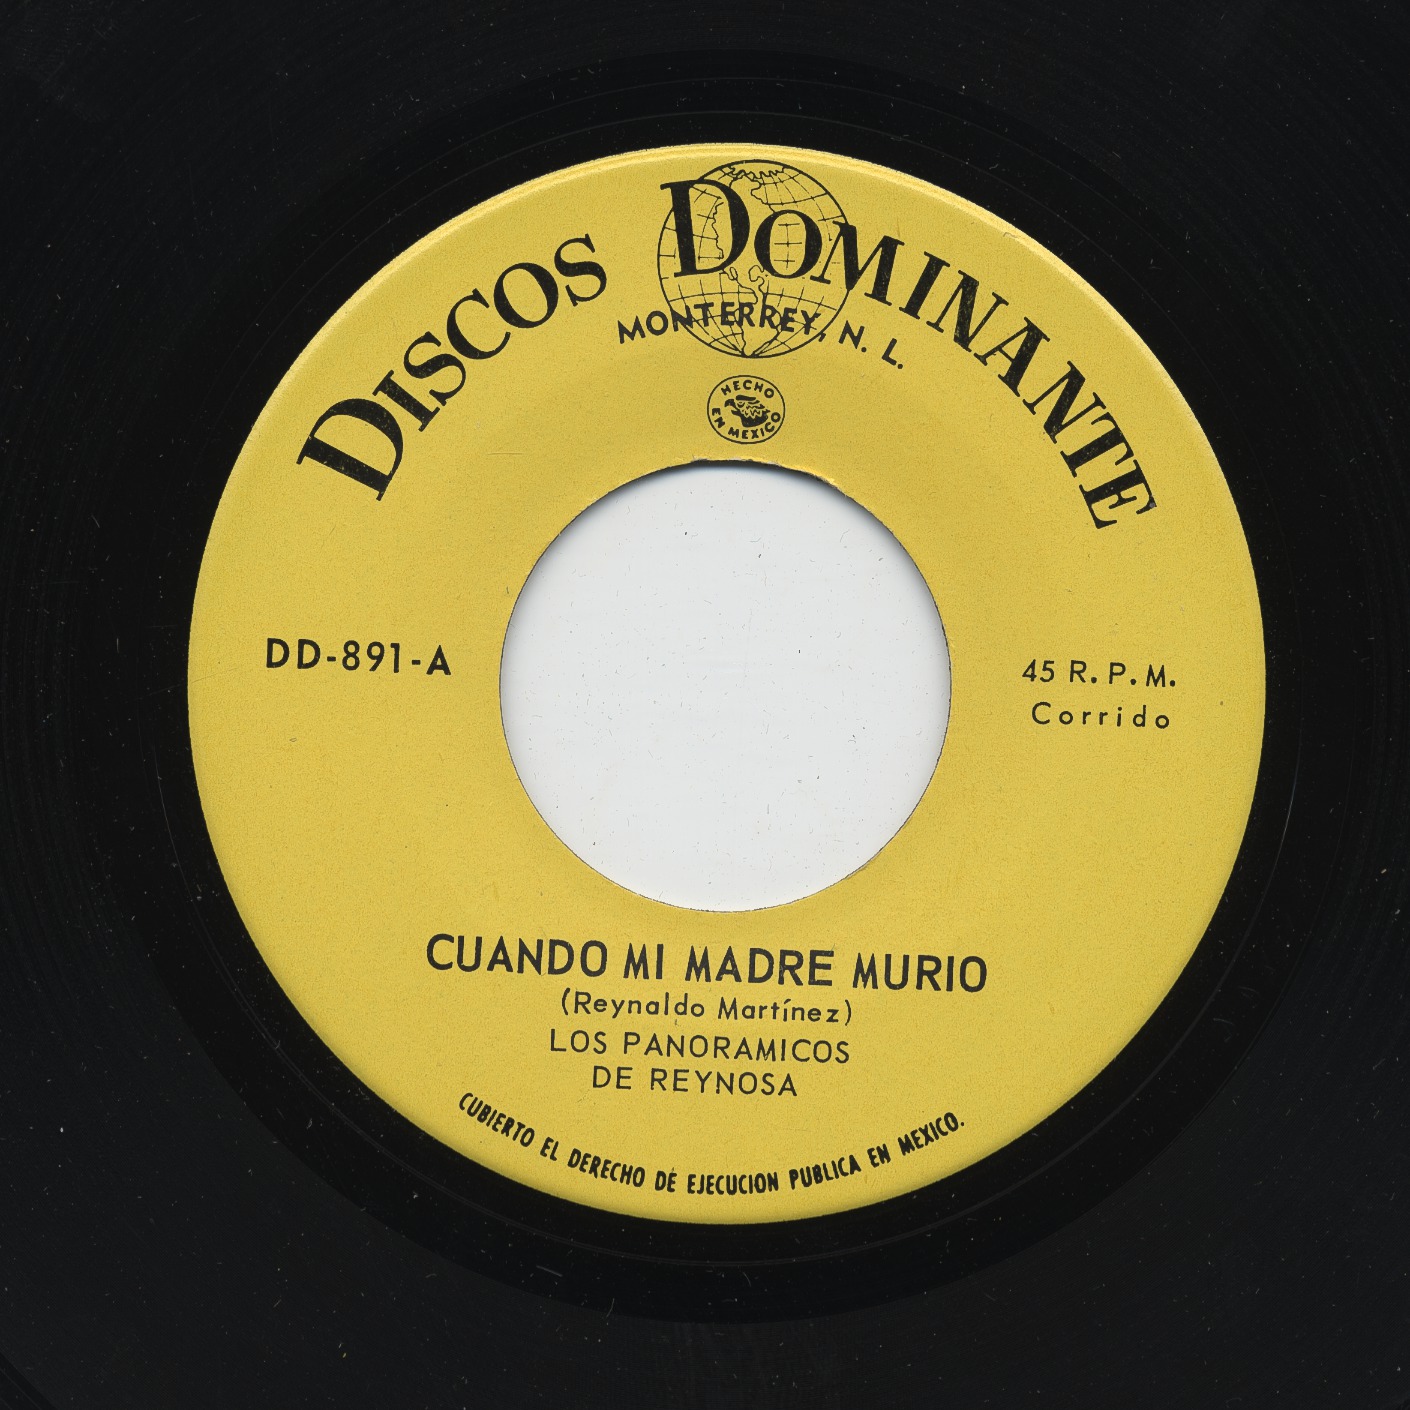 DISCOS DOMINANTE
MONTERREY, N. L.
HECHO
EN MEXICO
DD-891-A
45 R.P.M.
Corrido
CUANDO MI MADRE MURIO
(Reynaldo Martínez)
LOS PANORAMICOS
DE REYNOSA
CUBIERTO EL DERECHO DE EJECUCION PUBLICA EN MEXICO.